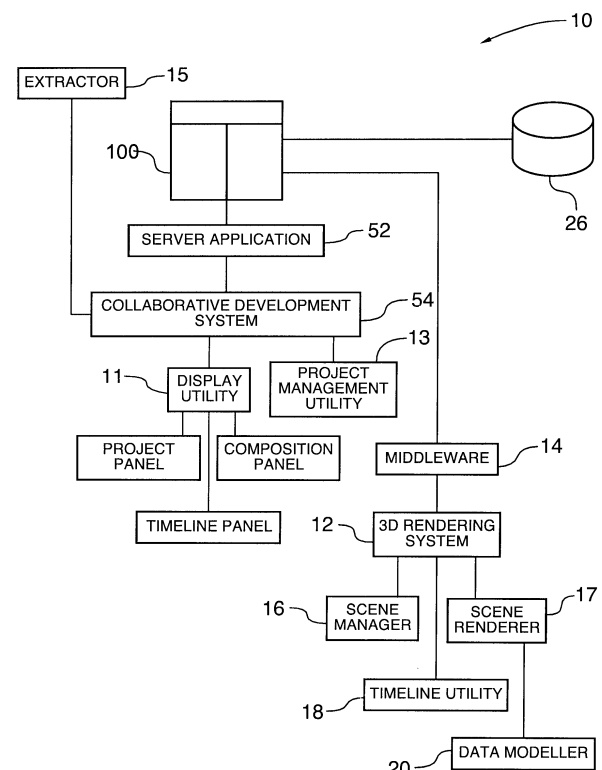 10
EXTRACTOR
15
100
26
SERVER APPLICATION
52
COLLABORATIVE DEVELOPMENT
SYSTEM
54
13
11
DISPLAY
UTILITY
PROJECT
MANAGEMENT
UTILITY
PROJECT
PANEL
COMPOSITION
PANEL
MIDDLEWARE
14
TIMELINE PANEL
12
3D RENDERING
SYSTEM
16
SCENE
MANAGER
SCENE
RENDERER
17
TIMELINE UTILITY
18
DATA MODELLER
20